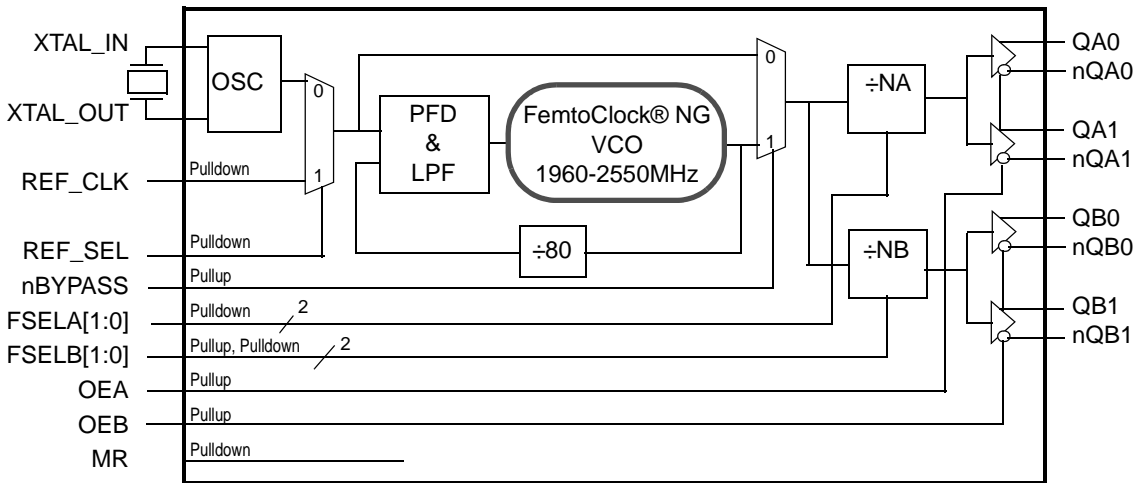 XTAL_IN
XTAL_OUT
REF_CLK
REF_SEL
nBYPASS
FSELA[1:0]
FSELB[1:0]
OEA
OEB
MR
Pulldown
Pulldown
Pullup
Pulldown
2
Pullup, Pulldown
2
Pullup
Pullup
Pulldown
OSC
0
1
PFD
&
LPF
FemtoClock® NG
VCO
1960-2550MHz
÷80
0
1
÷NA
÷NB
QA0
nQA0
QA1
nQA1
QB0
nQB0
QB1
nQB1